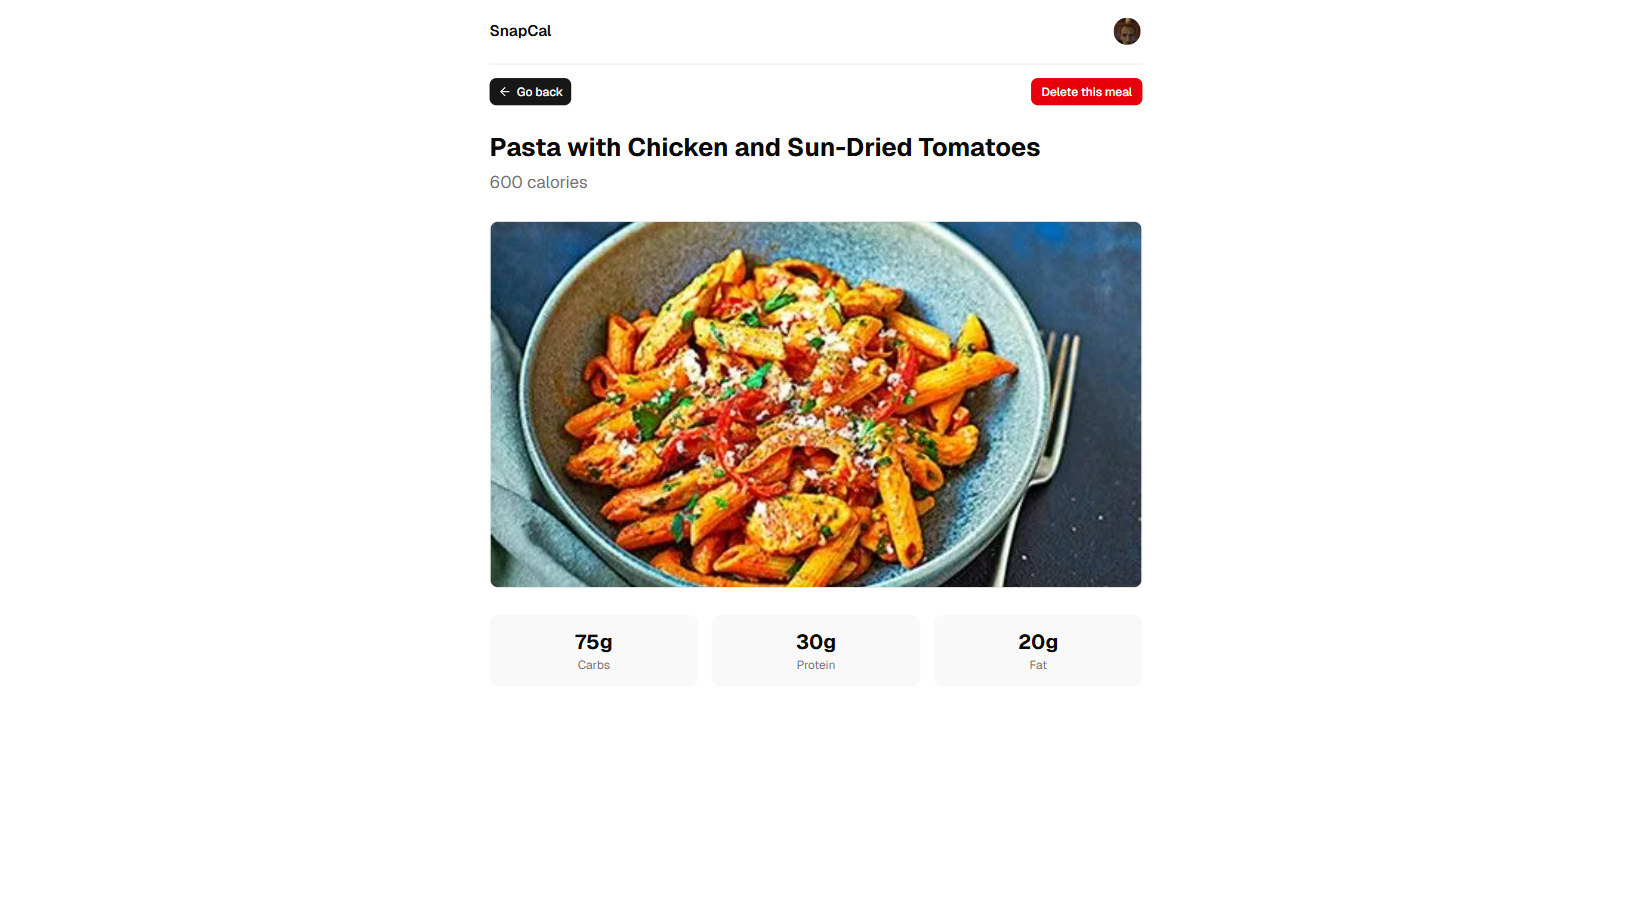 SnapCal
Go back
Delete this meal
Pasta with Chicken and Sun-Dried Tomatoes
600 calories
75g
Carbs
30g
Protein
20g
Fat